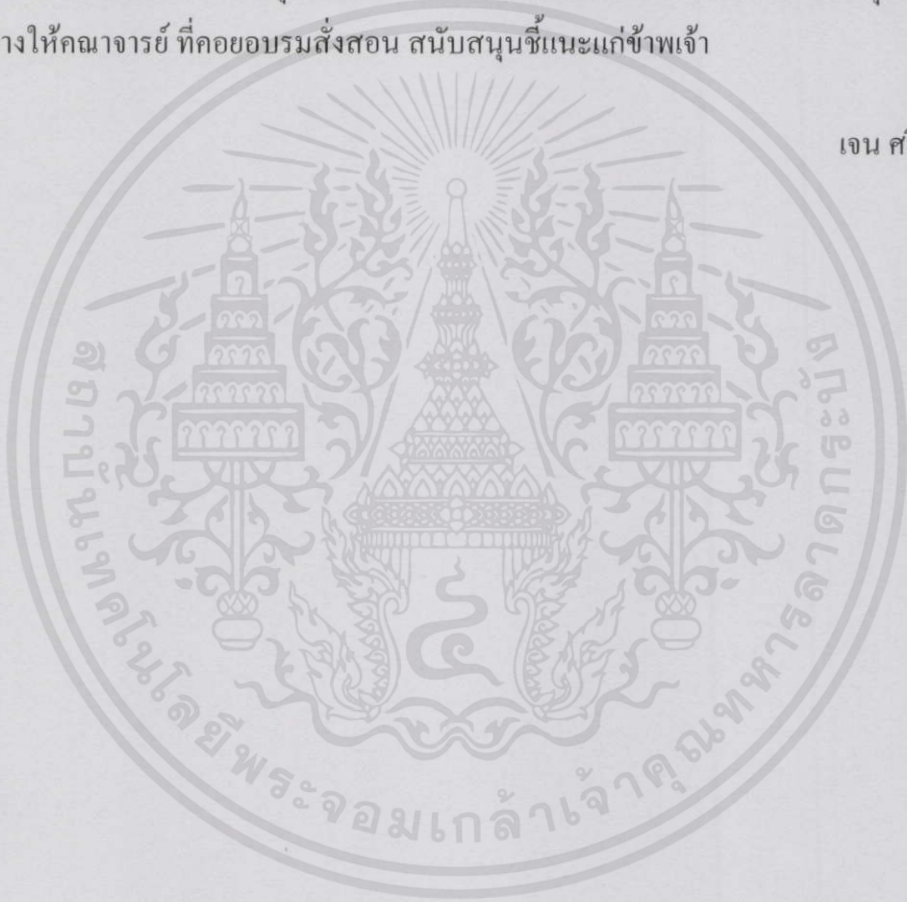 างให้คณาจารย์ ที่คอยอบรมสั่งสอน สนับสนุนชี้แนะแก่ข้าพเจ้า
เจน
๔
สถาบันเทคโนโลยีพระจอมเกล้าเจ้าคุณทหารลาดกระบัง